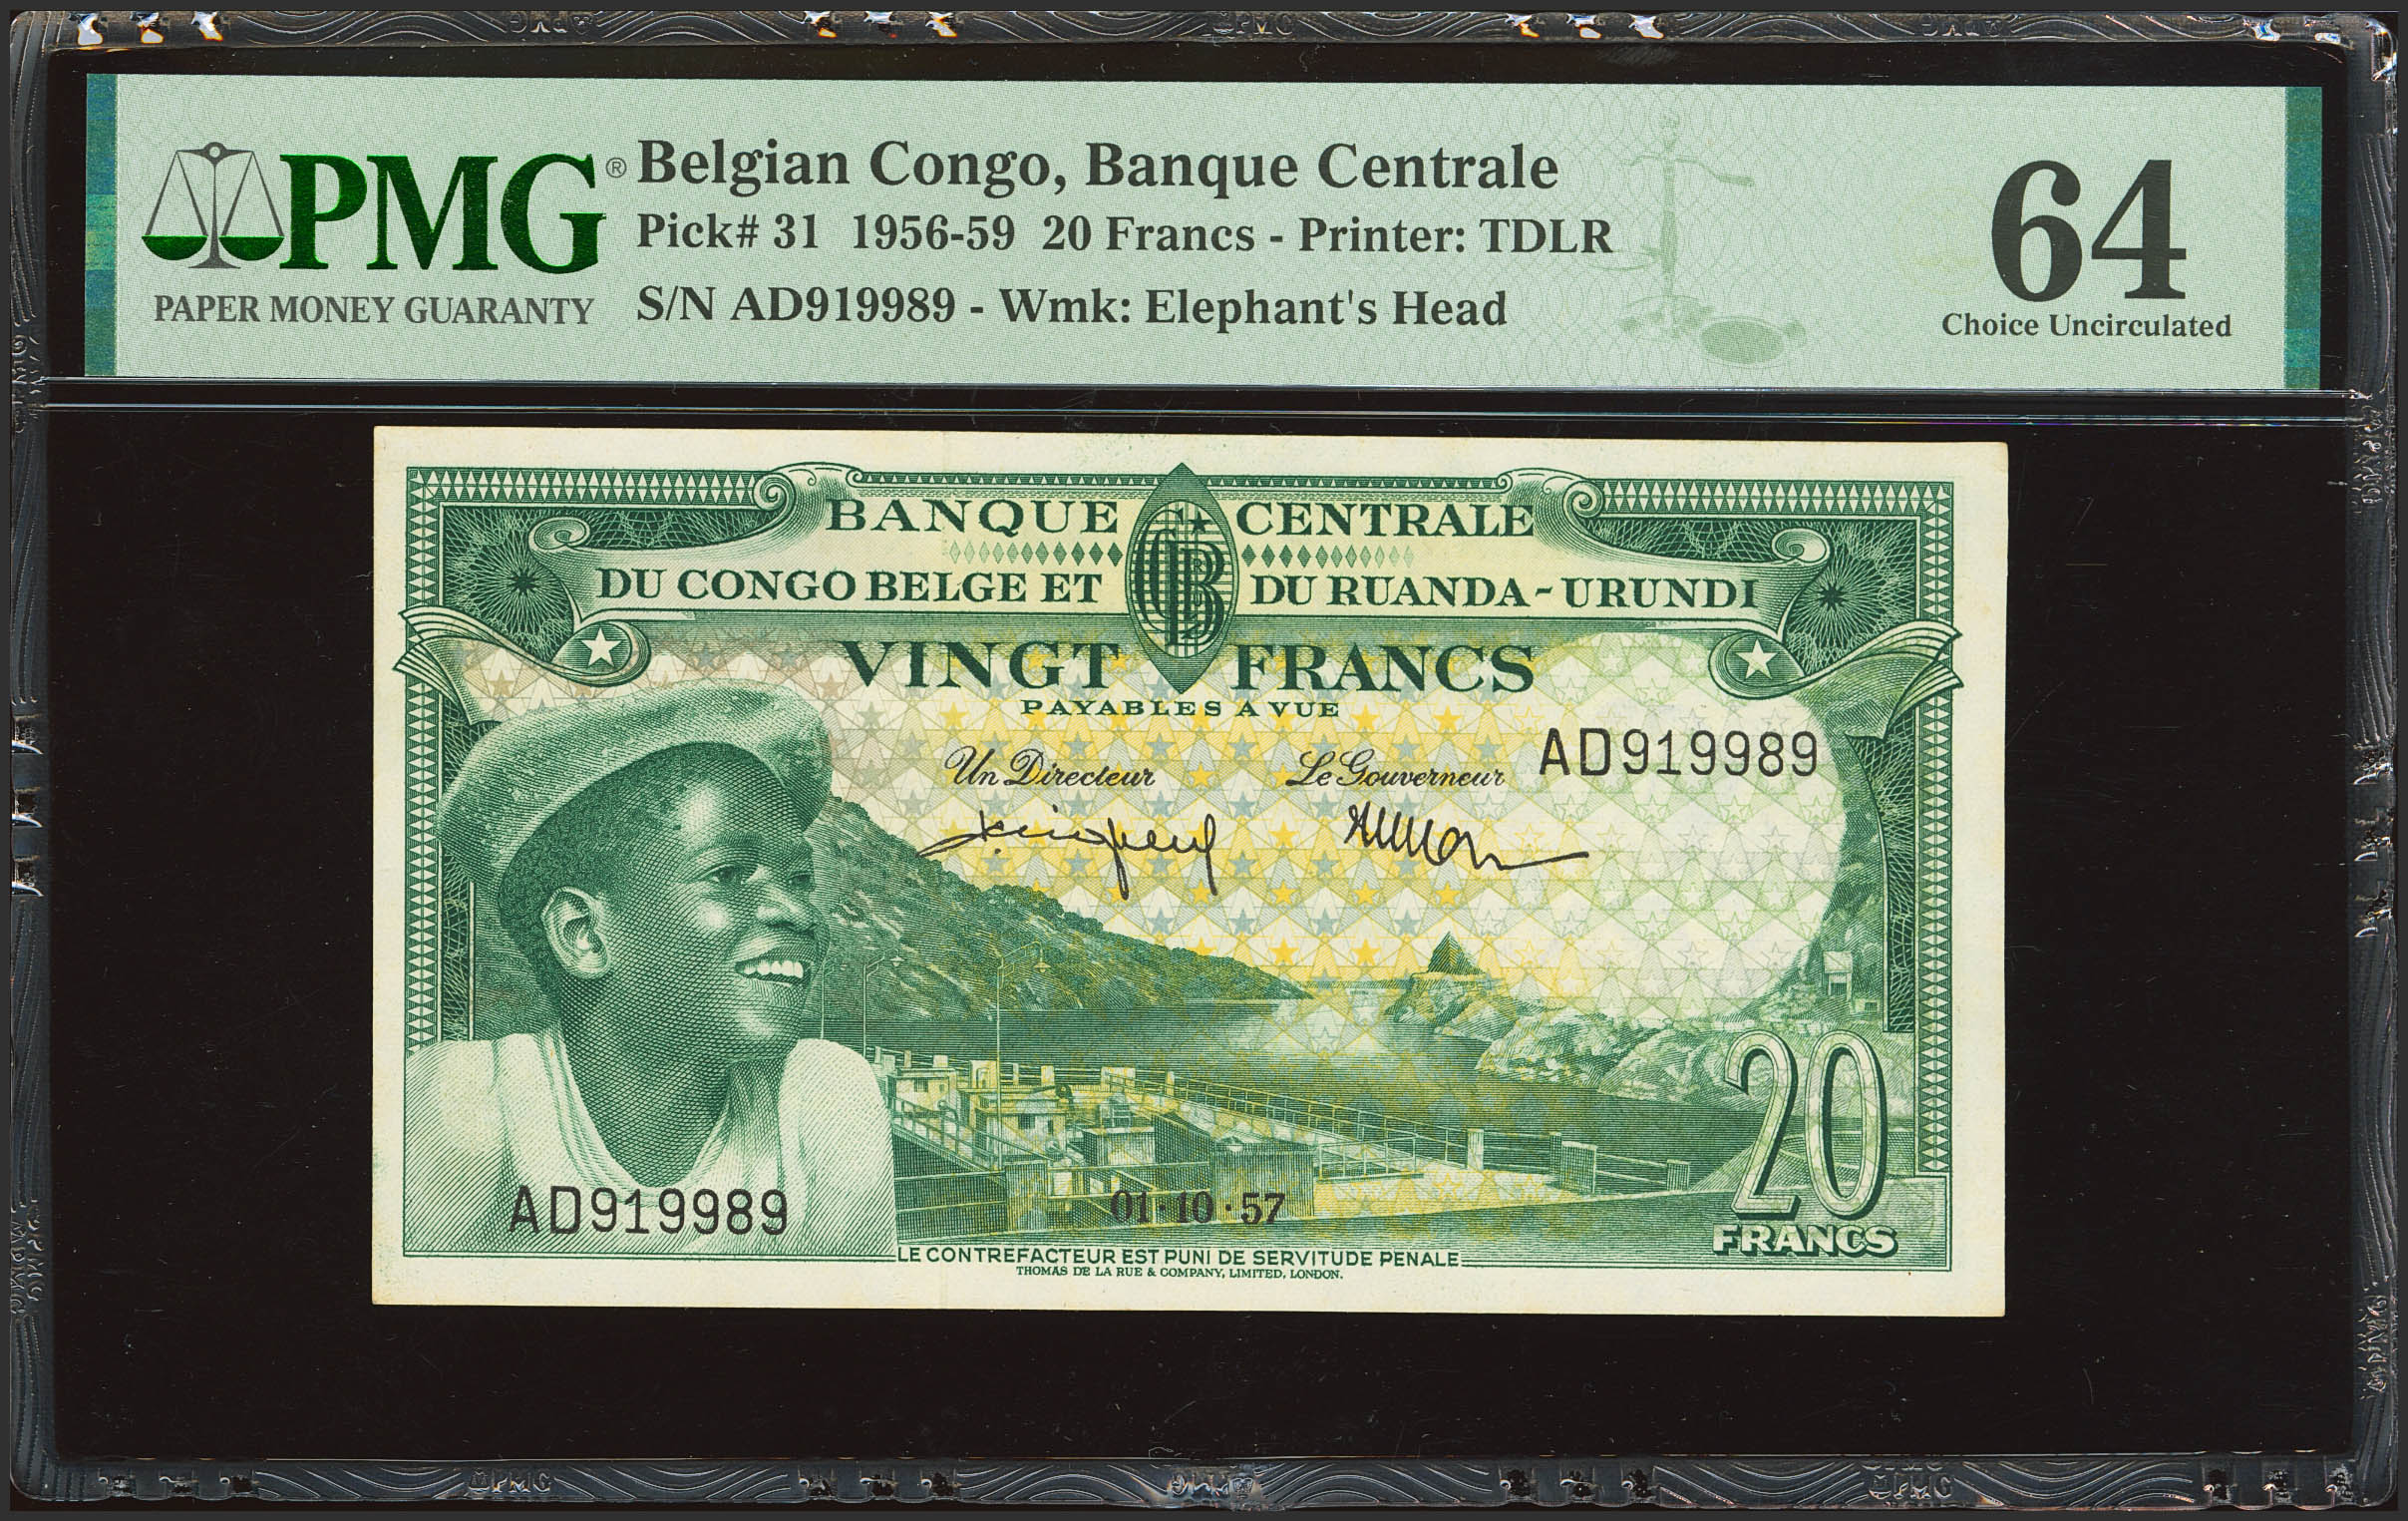 PMG®
PAPER MONEY GUARANTY
Belgian Congo, Banque Centrale
Pick# 31 1956-59 20 Francs - Printer: TDLR
S/N AD919989 - Wmk: Elephant's Head
64
Choice Uncirculated
BANQUE CENTRALE
DU CONGO BELGE ET DU RUANDA-URUNDI
VINGT FRANCS
PAYABLES A VUE
Un Directeur Le Gouverneur
AD919989
AD919989
01·10·57
20
FRANCS
LE CONTREFACTEUR EST PUNI DE SERVITUDE PENALE
THOMAS DE LA RUE & COMPANY, LIMITED, LONDON.